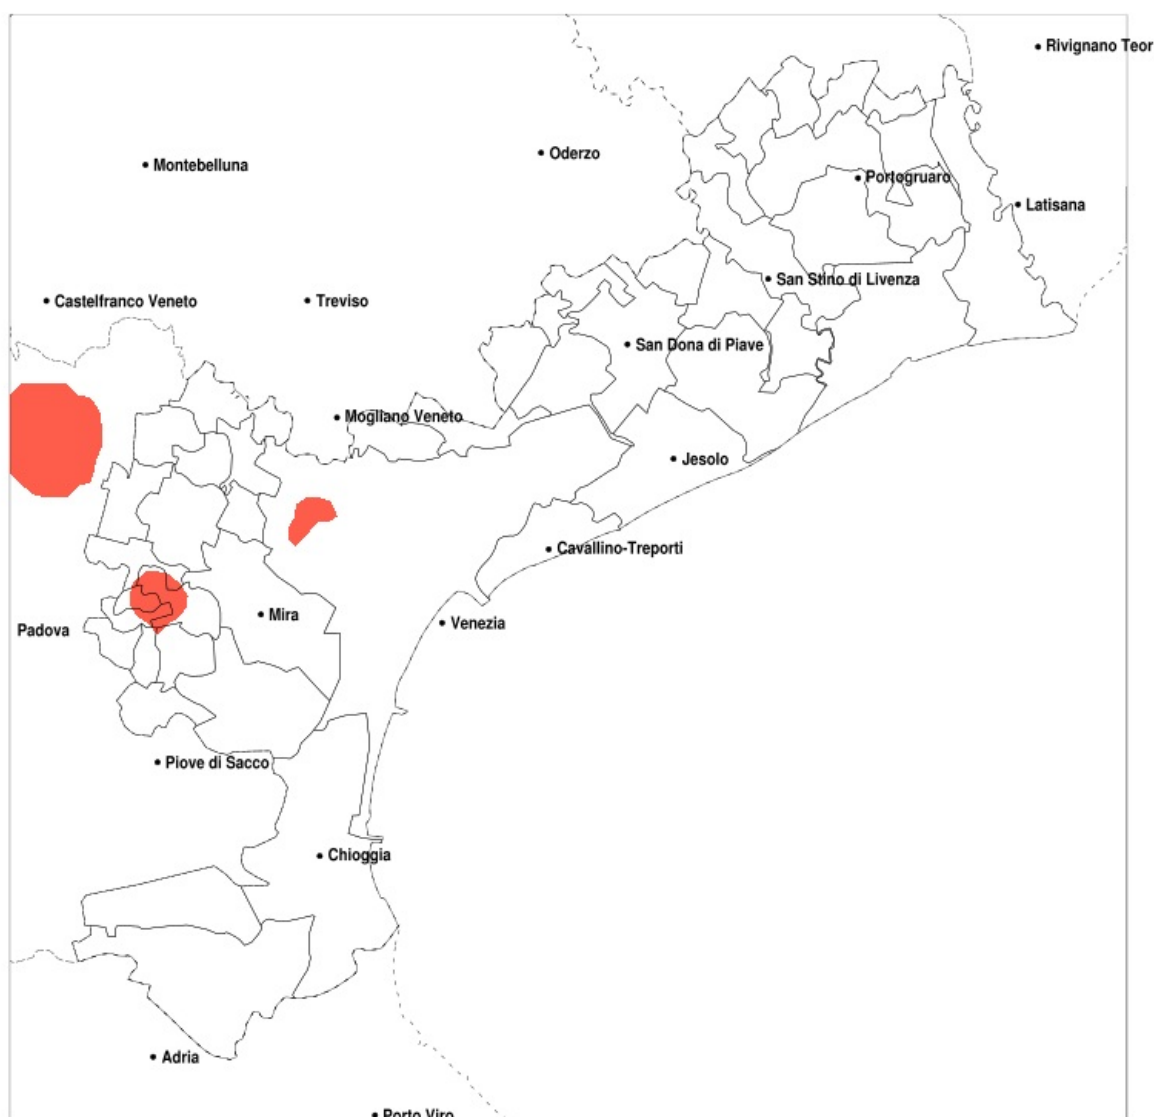 Rivignano Teor
Oderzo
Montebelluna
Portogruaro
Latisana
San Stino di Livenza
Castelfranco Veneto
Treviso
San Dona di Piave
Mogliano Veneto
Jesolo
Cavallino-Treporti
Mira
Venezia
Padova
Piove di Sacco
Chioggia
Adria
Porto Viro